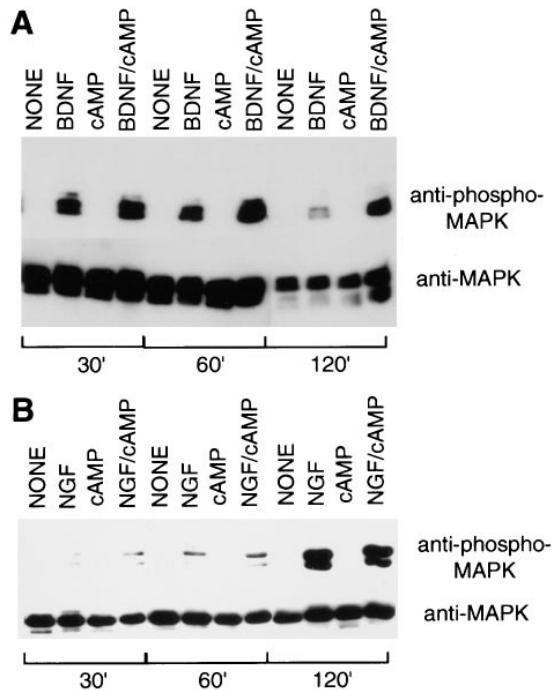 A
NONE BDNF cAMP BDNF/cAMP NONE BDNF cAMP BDNF/cAMP NONE BDNF cAMP BDNF/cAMP
anti-phospho-
MAPK
anti-MAPK
30' 60' 120'
B
NONE NGF cAMP NGF/cAMP NONE NGF cAMP NGF/cAMP NONE NGF cAMP NGF/cAMP
anti-phospho-
MAPK
anti-MAPK
30' 60' 120'